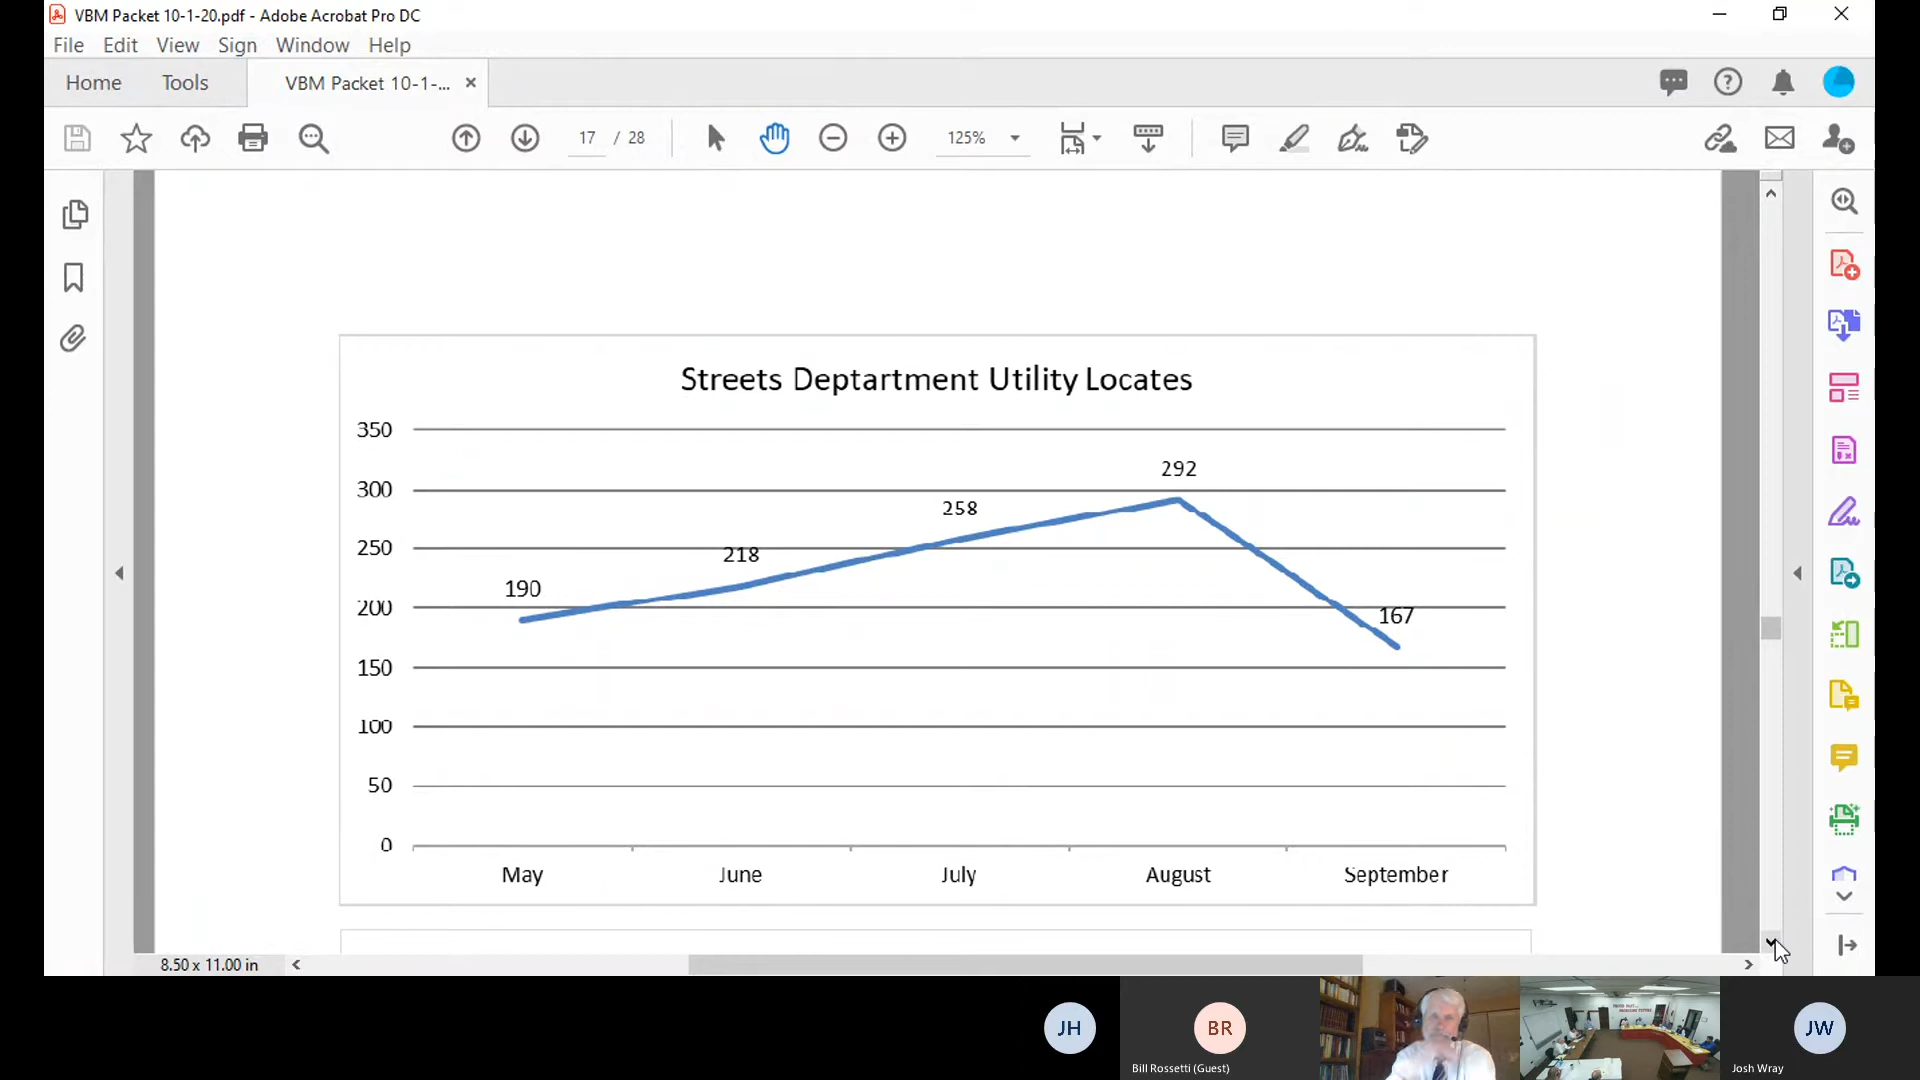 VBM Packet 10-1-20.pdf - Adobe Acrobat Pro DC
File Edit View Sign Window Help
Home Tools VBM Packet 10-1-... ×
17 / 28 125%
Streets Deptartment Utility Locates
350
300
250
200
150
100
50
0
190
218
258
292
167
May June July August September
8.50 x 11.00 in
JH BR JW
Bill Rossetti (Guest) Josh Wray